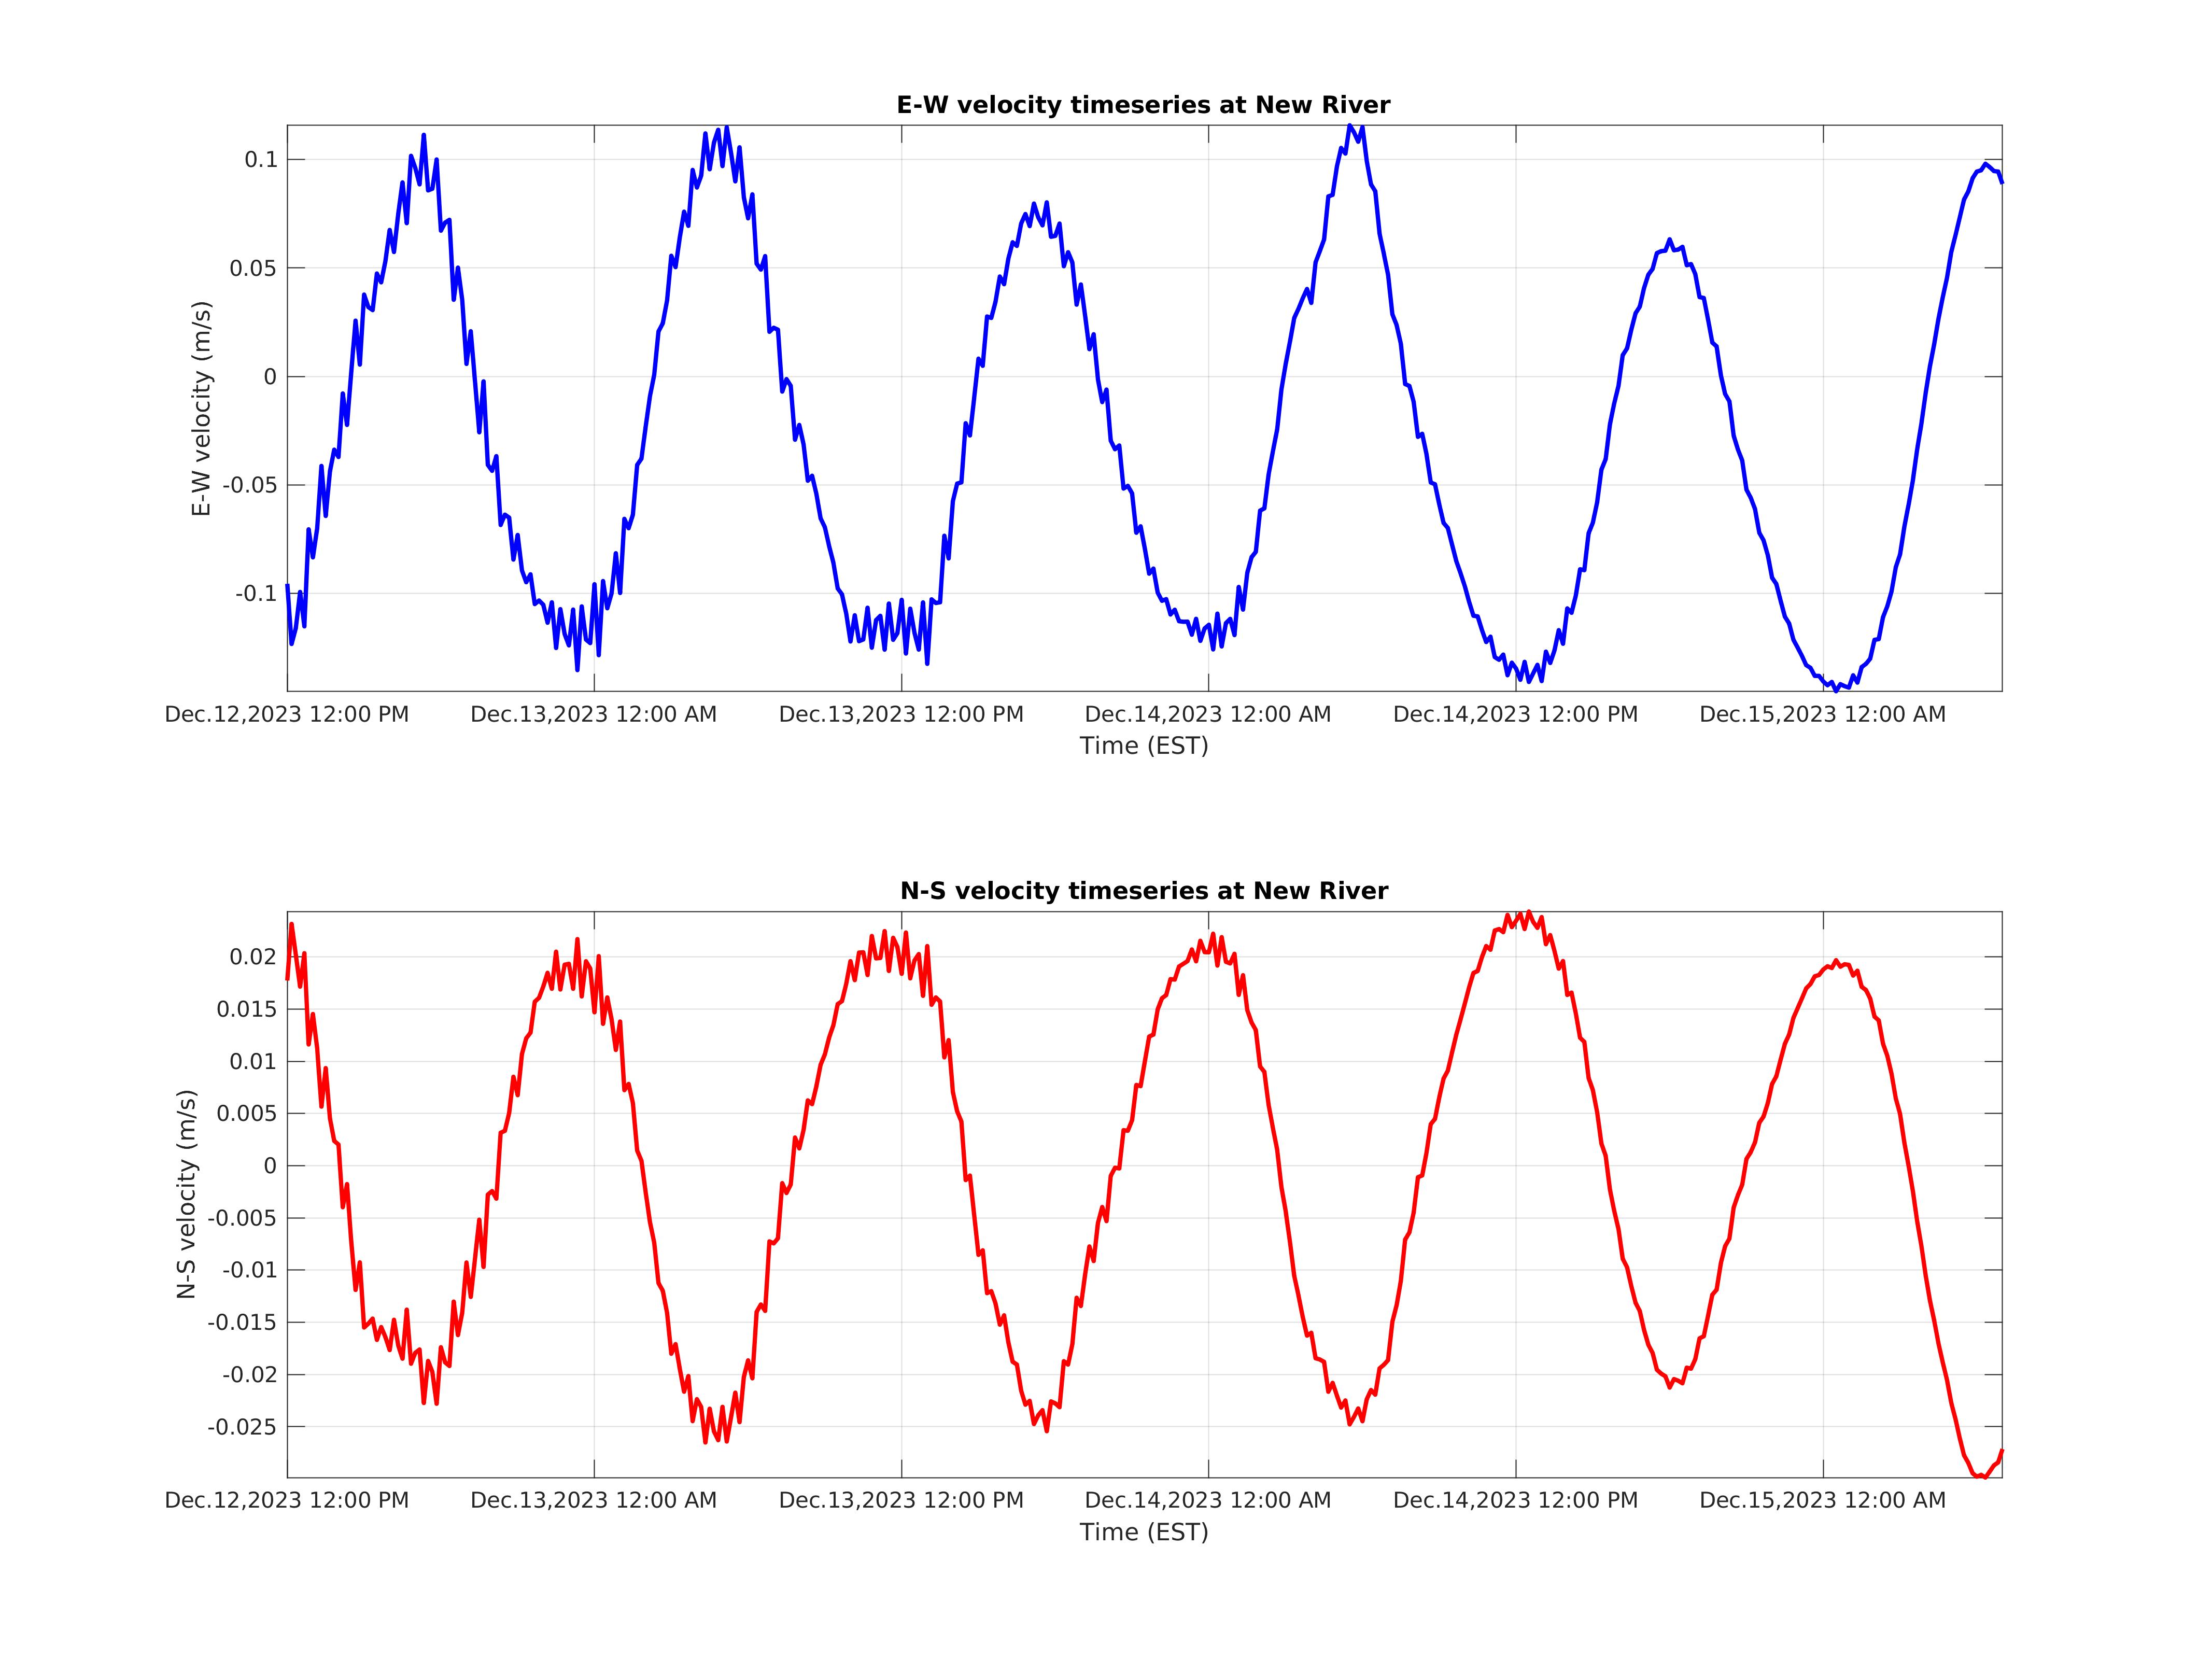 E-W velocity timeseries at New River
E-W velocity (m/s)
0.1
0.05
0
-0.05
-0.1
Dec.12,2023 12:00 PM Dec.13,2023 12:00 AM Dec.13,2023 12:00 PM Dec.14,2023 12:00 AM Dec.14,2023 12:00 PM Dec.15,2023 12:00 AM
Time (EST)
N-S velocity timeseries at New River
N-S velocity (m/s)
0.02
0.015
0.01
0.005
0
-0.005
-0.01
-0.015
-0.02
-0.025
Dec.12,2023 12:00 PM Dec.13,2023 12:00 AM Dec.13,2023 12:00 PM Dec.14,2023 12:00 AM Dec.14,2023 12:00 PM Dec.15,2023 12:00 AM
Time (EST)